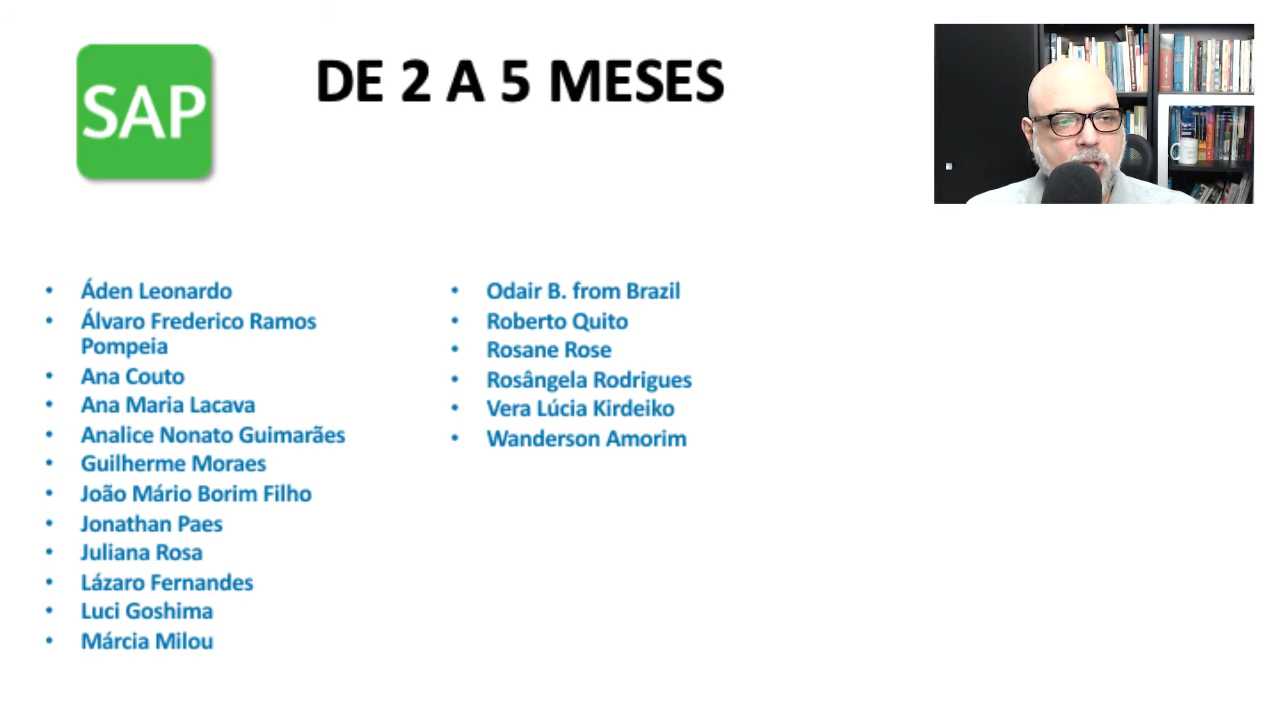 SAP
DE 2 A 5 MESES
• Áden Leonardo
• Álvaro Frederico Ramos
Pompeia
• Ana Couto
• Ana Maria Lacava
• Analice Nonato Guimarães
• Guilherme Moraes
• João Mário Borim Filho
• Jonathan Paes
• Juliana Rosa
• Lázaro Fernandes
• Luci Goshima
• Márcia Milou
• Odair B. from Brazil
• Roberto Quito
• Rosane Rose
• Rosângela Rodrigues
• Vera Lúcia Kirdeiko
• Wanderson Amorim